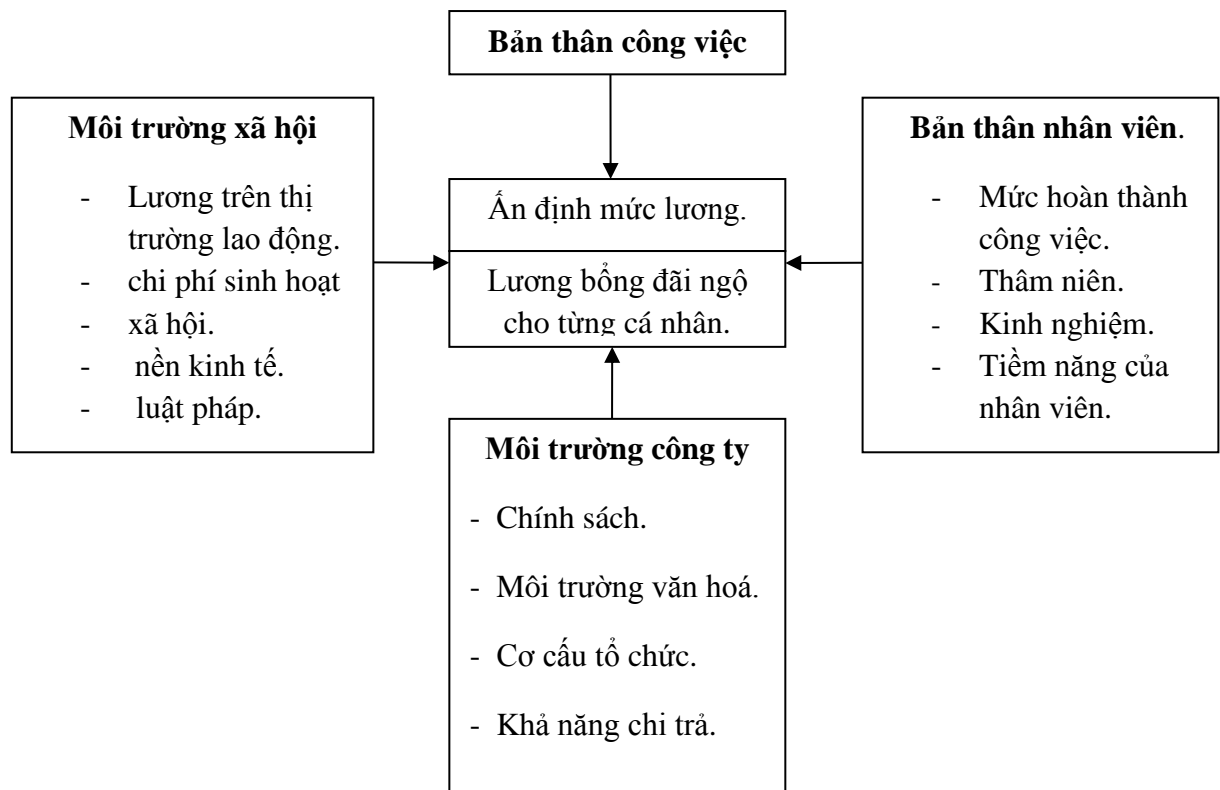 Bản thân công việc
Môi trường xã hội
- Lương trên thị
trường lao động.
- chi phí sinh hoạt
- xã hội.
- nền kinh tế.
- luật pháp.
Ấn định mức lương.
Lương bổng đãi ngộ
cho từng cá nhân.
Bản thân nhân viên.
- Mức hoàn thành
công việc.
- Thâm niên.
- Kinh nghiệm.
- Tiềm năng của
nhân viên.
Môi trường công ty
- Chính sách.
- Môi trường văn hoá.
- Cơ cấu tổ chức.
- Khả năng chi trả.